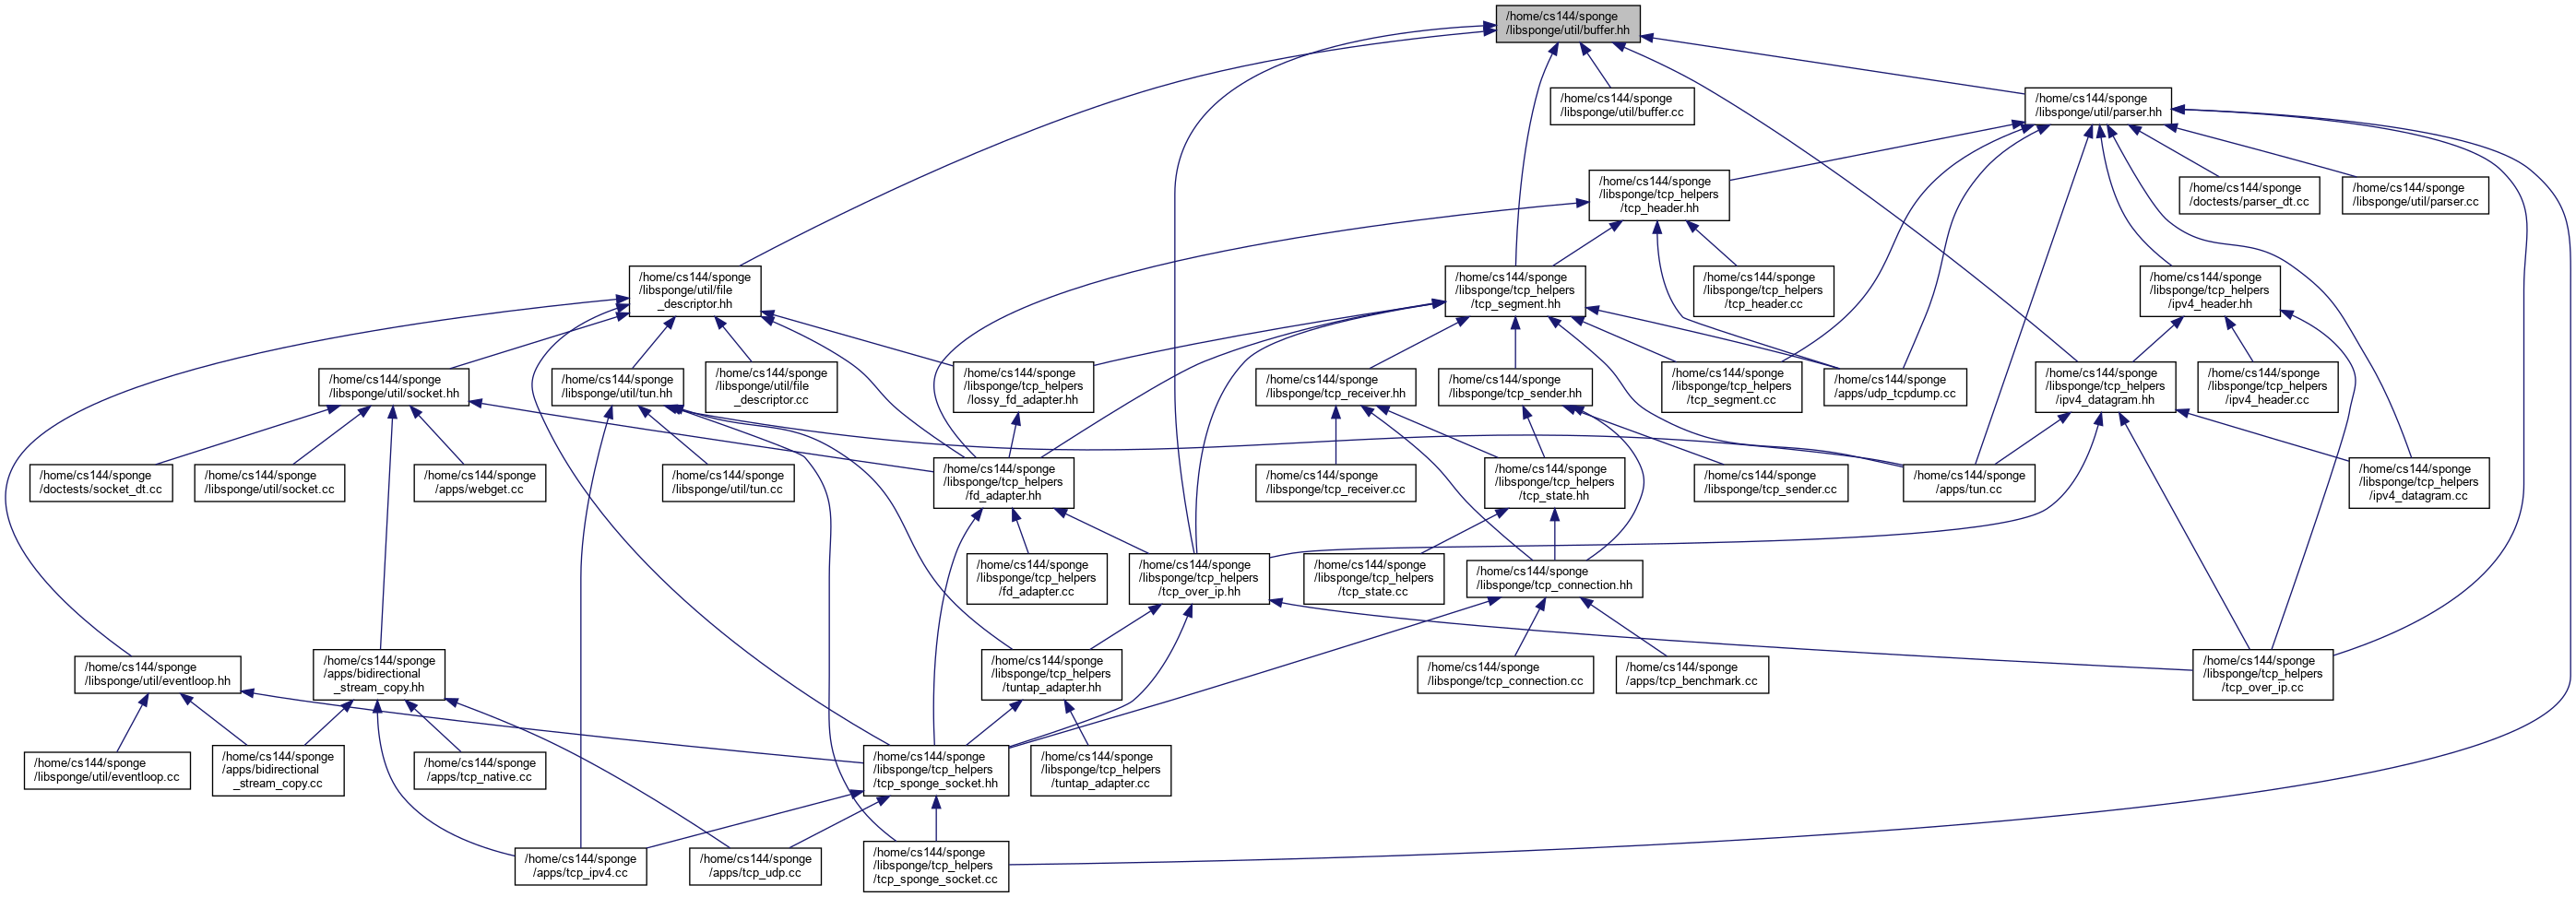 /home/cs144/sponge
/libsponge/util/buffer.hh
/home/cs144/sponge
/libsponge/util/buffer.cc
/home/cs144/sponge
/libsponge/util/parser.hh
/home/cs144/sponge
/libsponge/tcp_helpers
/tcp_header.hh
/home/cs144/sponge
/doctests/parser_dt.cc
/home/cs144/sponge
/libsponge/util/parser.cc
/home/cs144/sponge
/libsponge/util/file
_descriptor.hh
/home/cs144/sponge
/libsponge/tcp_helpers
/tcp_segment.hh
/home/cs144/sponge
/libsponge/tcp_helpers
/tcp_header.cc
/home/cs144/sponge
/libsponge/tcp_helpers
/ipv4_header.hh
/home/cs144/sponge
/libsponge/util/socket.hh
/home/cs144/sponge
/libsponge/util/tun.hh
/home/cs144/sponge
/libsponge/util/file
_descriptor.cc
/home/cs144/sponge
/libsponge/tcp_helpers
/lossy_fd_adapter.hh
/home/cs144/sponge
/libsponge/tcp_receiver.hh
/home/cs144/sponge
/libsponge/tcp_sender.hh
/home/cs144/sponge
/libsponge/tcp_helpers
/tcp_segment.cc
/home/cs144/sponge
/apps/udp_tcpdump.cc
/home/cs144/sponge
/libsponge/tcp_helpers
/ipv4_datagram.hh
/home/cs144/sponge
/libsponge/tcp_helpers
/ipv4_header.cc
/home/cs144/sponge
/doctests/socket_dt.cc
/home/cs144/sponge
/libsponge/util/socket.cc
/home/cs144/sponge
/apps/webget.cc
/home/cs144/sponge
/libsponge/util/tun.cc
/home/cs144/sponge
/libsponge/tcp_helpers
/fd_adapter.hh
/home/cs144/sponge
/libsponge/tcp_receiver.cc
/home/cs144/sponge
/libsponge/tcp_helpers
/tcp_state.hh
/home/cs144/sponge
/libsponge/tcp_sender.cc
/home/cs144/sponge
/apps/tun.cc
/home/cs144/sponge
/libsponge/tcp_helpers
/ipv4_datagram.cc
/home/cs144/sponge
/libsponge/tcp_helpers
/fd_adapter.cc
/home/cs144/sponge
/libsponge/tcp_helpers
/tcp_over_ip.hh
/home/cs144/sponge
/libsponge/tcp_helpers
/tcp_state.cc
/home/cs144/sponge
/libsponge/tcp_connection.hh
/home/cs144/sponge
/libsponge/util/eventloop.hh
/home/cs144/sponge
/apps/bidirectional
_stream_copy.hh
/home/cs144/sponge
/libsponge/tcp_helpers
/tuntap_adapter.hh
/home/cs144/sponge
/libsponge/tcp_connection.cc
/home/cs144/sponge
/apps/tcp_benchmark.cc
/home/cs144/sponge
/libsponge/tcp_helpers
/tcp_over_ip.cc
/home/cs144/sponge
/libsponge/util/eventloop.cc
/home/cs144/sponge
/apps/bidirectional
_stream_copy.cc
/home/cs144/sponge
/apps/tcp_native.cc
/home/cs144/sponge
/libsponge/tcp_helpers
/tcp_sponge_socket.hh
/home/cs144/sponge
/libsponge/tcp_helpers
/tuntap_adapter.cc
/home/cs144/sponge
/apps/tcp_ipv4.cc
/home/cs144/sponge
/apps/tcp_udp.cc
/home/cs144/sponge
/libsponge/tcp_helpers
/tcp_sponge_socket.cc